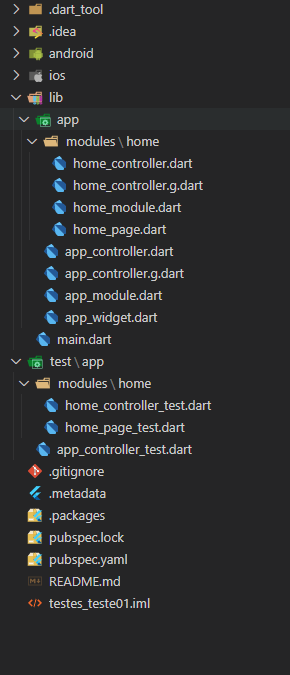 .dart_tool
.idea
android
ios
lib
app
modules \ home
home_controller.dart
home_controller.g.dart
home_module.dart
home_page.dart
app_controller.dart
app_controller.g.dart
app_module.dart
app_widget.dart
main.dart
test \ app
modules \ home
home_controller_test.dart
home_page_test.dart
app_controller_test.dart
.gitignore
.metadata
.packages
pubspec.lock
pubspec.yaml
README.md
testes_teste01.iml